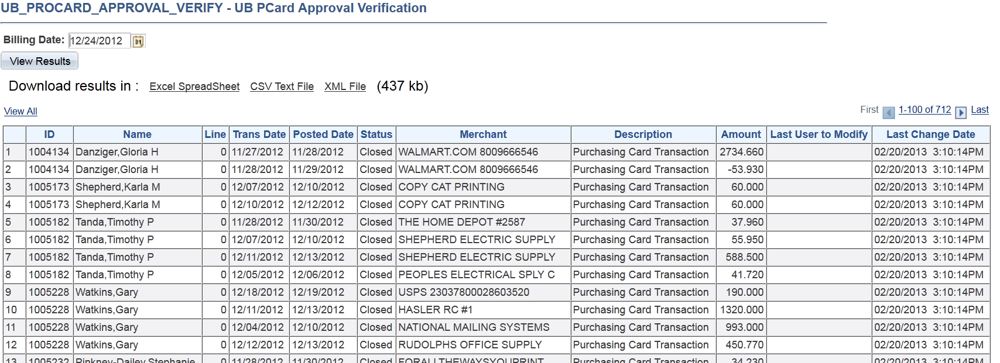 UB_PROCARD_APPROVAL_VERIFY - UB PCard Approval Verification
Billing Date: 12/24/2012 31
View Results
Download results in : Excel SpreadSheet CSV Text File XML File (437 kb)
View All First 1-100 of 712 Last
ID Name Line Trans Date Posted Date Status Merchant Description Amount Last User to Modify Last Change Date
1 1004134 Danziger,Gloria H 0 11/27/2012 11/28/2012 Closed WALMART.COM 8009666546 Purchasing Card Transaction 2734.660 02/20/2013 3:10:14PM
2 1004134 Danziger,Gloria H 0 11/28/2012 11/29/2012 Closed WALMART.COM 8009666546 Purchasing Card Transaction -53.930 02/20/2013 3:10:14PM
3 1005173 Shepherd,Karla M 0 12/07/2012 12/10/2012 Closed COPY CAT PRINTING Purchasing Card Transaction 60.000 02/20/2013 3:10:14PM
4 1005173 Shepherd,Karla M 0 12/10/2012 12/12/2012 Closed COPY CAT PRINTING Purchasing Card Transaction 60.000 02/20/2013 3:10:14PM
5 1005182 Tanda,Timothy P 0 11/28/2012 11/30/2012 Closed THE HOME DEPOT #2587 Purchasing Card Transaction 37.960 02/20/2013 3:10:14PM
6 1005182 Tanda,Timothy P 0 12/07/2012 12/10/2012 Closed SHEPHERD ELECTRIC SUPPLY Purchasing Card Transaction 55.950 02/20/2013 3:10:14PM
7 1005182 Tanda,Timothy P 0 12/11/2012 12/13/2012 Closed SHEPHERD ELECTRIC SUPPLY Purchasing Card Transaction 588.500 02/20/2013 3:10:14PM
8 1005182 Tanda,Timothy P 0 12/05/2012 12/06/2012 Closed PEOPLES ELECTRICAL SPLY C Purchasing Card Transaction 41.720 02/20/2013 3:10:14PM
9 1005228 Watkins,Gary 0 12/18/2012 12/19/2012 Closed USPS 23037800028603520 Purchasing Card Transaction 190.000 02/20/2013 3:10:14PM
10 1005228 Watkins,Gary 0 12/11/2012 12/13/2012 Closed HASLER RC #1 Purchasing Card Transaction 1320.000 02/20/2013 3:10:14PM
11 1005228 Watkins,Gary 0 12/04/2012 12/10/2012 Closed NATIONAL MAILING SYSTEMS Purchasing Card Transaction 993.000 02/20/2013 3:10:14PM
12 1005228 Watkins,Gary 0 12/12/2012 12/13/2012 Closed RUDOLPHS OFFICE SUPPLY Purchasing Card Transaction 450.770 02/20/2013 3:10:14PM
13 1005232 Pinkney-Dailey,Stephanie 0 11/28/2012 11/30/2012 Closed FORALLTHEWAYSYOUPRINT Purchasing Card Transaction 34.230 02/20/2013 3:10:14PM